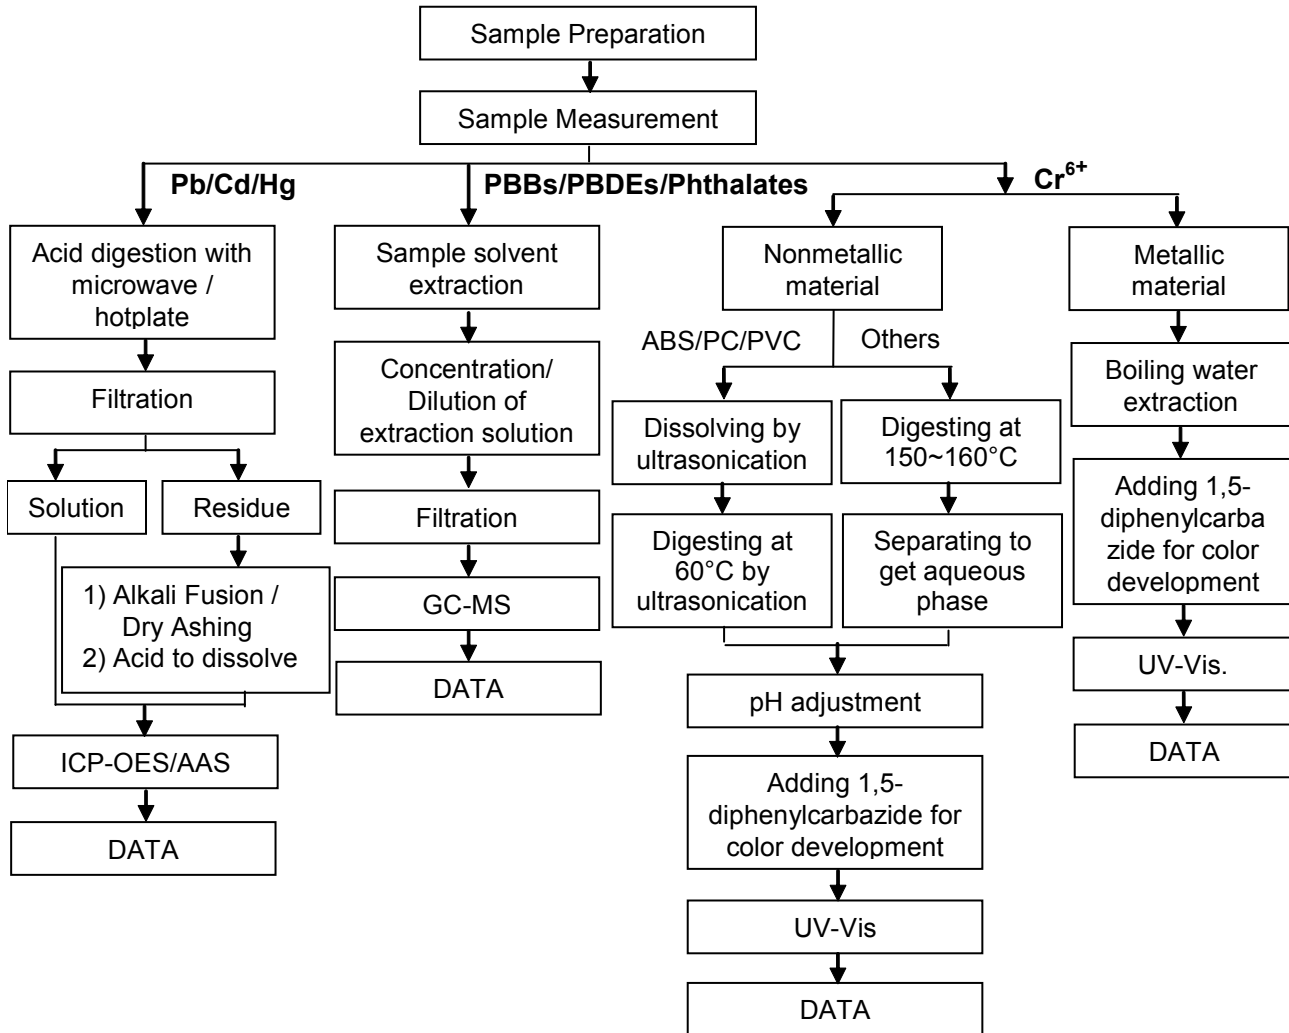 Sample Preparation
Sample Measurement
Pb/Cd/Hg
PBBs/PBDEs/Phthalates
Cr6+
Acid digestion with
microwave /
hotplate
Filtration
Solution
Residue
1) Alkali Fusion /
Dry Ashing
2) Acid to dissolve
ICP-OES/AAS
DATA
Sample solvent
extraction
Concentration/
Dilution of
extraction solution
Filtration
GC-MS
DATA
Nonmetallic
material
ABS/PC/PVC
Others
Dissolving by
ultrasonication
Digesting at
60°C by
ultrasonication
Digesting at
150~160°C
Separating to
get aqueous
phase
pH adjustment
Adding 1,5-
diphenylcarbazide for
color development
UV-Vis
DATA
Metallic
material
Boiling water
extraction
Adding 1,5-
diphenylcarba
zide for color
development
UV-Vis.
DATA